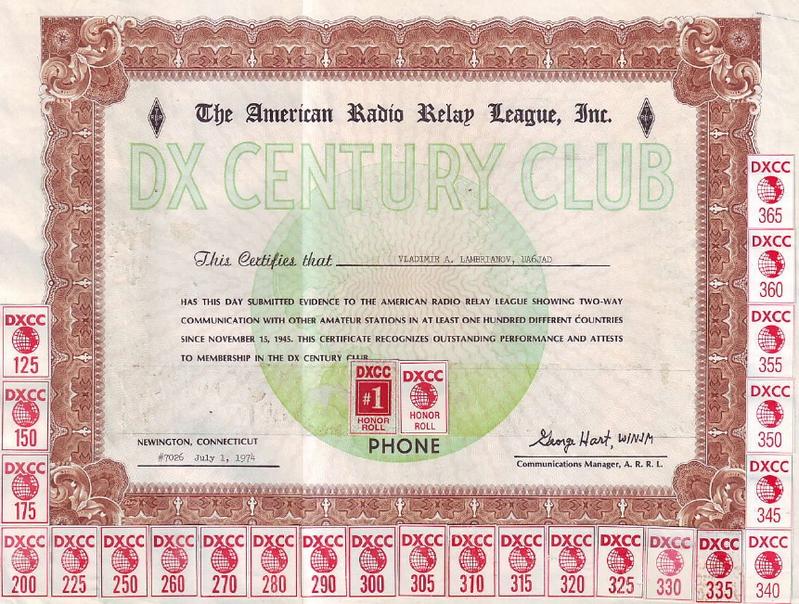 The American Radio Relay League, Inc.
DX CENTURY CLUB
This Certifies that VLADIMIR A. LAMBRIANOV, UA6JAD
HAS THIS DAY SUBMITTED EVIDENCE TO THE AMERICAN RADIO RELAY LEAGUE SHOWING TWO-WAY
COMMUNICATION WITH OTHER AMATEUR STATIONS IN AT LEAST ONE HUNDRED DIFFERENT COUNTRIES
SINCE NOVEMBER 15, 1945. THIS CERTIFICATE RECOGNIZES OUTSTANDING PERFORMANCE AND ATTESTS
TO MEMBERSHIP IN THE DX CENTURY CLUB
DXCC
#1
HONOR
ROLL
DXCC
HONOR
ROLL
PHONE
NEWINGTON, CONNECTICUT
#7026 July 1, 1974
George Hart, W1NJM
Communications Manager, A. R. R. L.
DXCC
125
DXCC
150
DXCC
175
DXCC
200
DXCC
225
DXCC
250
DXCC
260
DXCC
270
DXCC
280
DXCC
290
DXCC
300
DXCC
305
DXCC
310
DXCC
315
DXCC
320
DXCC
325
DXCC
330
DXCC
335
DXCC
340
DXCC
345
DXCC
350
DXCC
355
DXCC
360
DXCC
365